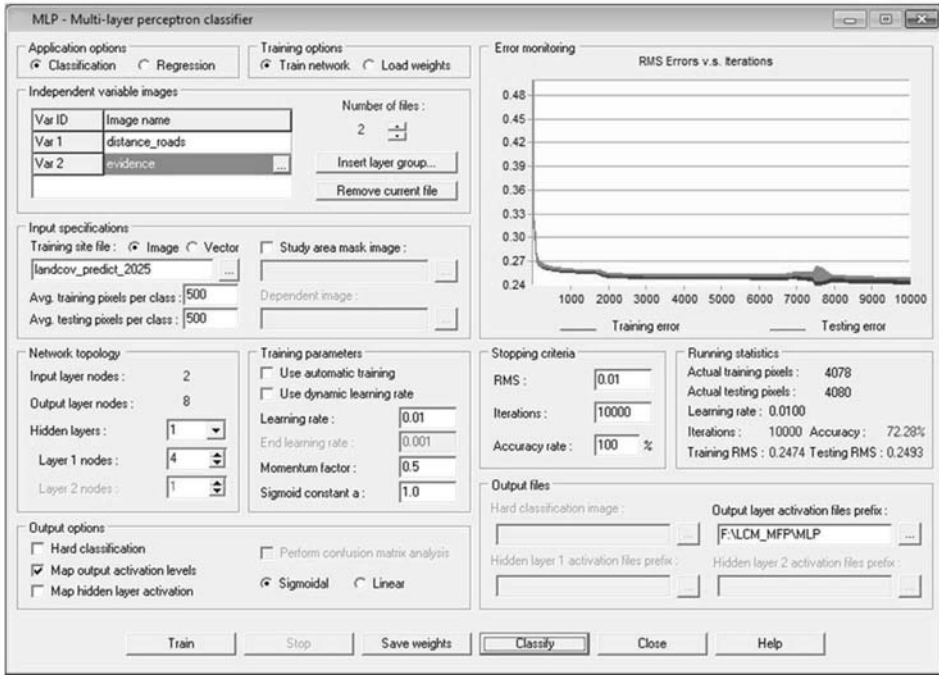 MLP - Multi-layer perceptron classifier
Application options
Classification Regression
Training options
Train network Load weights
Independent variable images
Var ID Image name
Var 1 distance_roads
Var 2 evidence ...
Number of files :
2
Insert layer group...
Remove current file
Input specifications
Training site file : Image Vector
landcov_predict_2025 ...
Avg. training pixels per class : 500
Avg. testing pixels per class : 500
Study area mask image :
...
Dependent image :
...
Error monitoring
RMS Errors v.s. Iterations
0.48
0.45
0.42
0.39
0.36
0.33
0.30
0.27
0.24
1000 2000 3000 4000 5000 6000 7000 8000 9000 10000
Training error Testing error
Network topology
Input layer nodes : 2
Output layer nodes : 8
Hidden layers : 1
Layer 1 nodes : 4
Layer 2 nodes : 1
Training parameters
Use automatic training
Use dynamic learning rate
Learning rate : 0.01
End learning rate : 0.001
Momentum factor : 0.5
Sigmoid constant a : 1.0
Stopping criteria
RMS : 0.01
Iterations : 10000
Accuracy rate : 100 %
Running statistics
Actual training pixels : 4078
Actual testing pixels : 4080
Learning rate : 0.0100
Iterations : 10000 Accuracy : 72.28%
Training RMS : 0.2474 Testing RMS : 0.2493
Output options
Hard classification
Map output activation levels
Map hidden layer activation
Perform confusion matrix analysis
Sigmoidal Linear
Output files
Hard classification image :
...
Output layer activation files prefix :
F:\LCM_MFP\MLP ...
Hidden layer 1 activation files prefix :
...
Hidden layer 2 activation files prefix :
...
Train Stop Save weights Classify Close Help